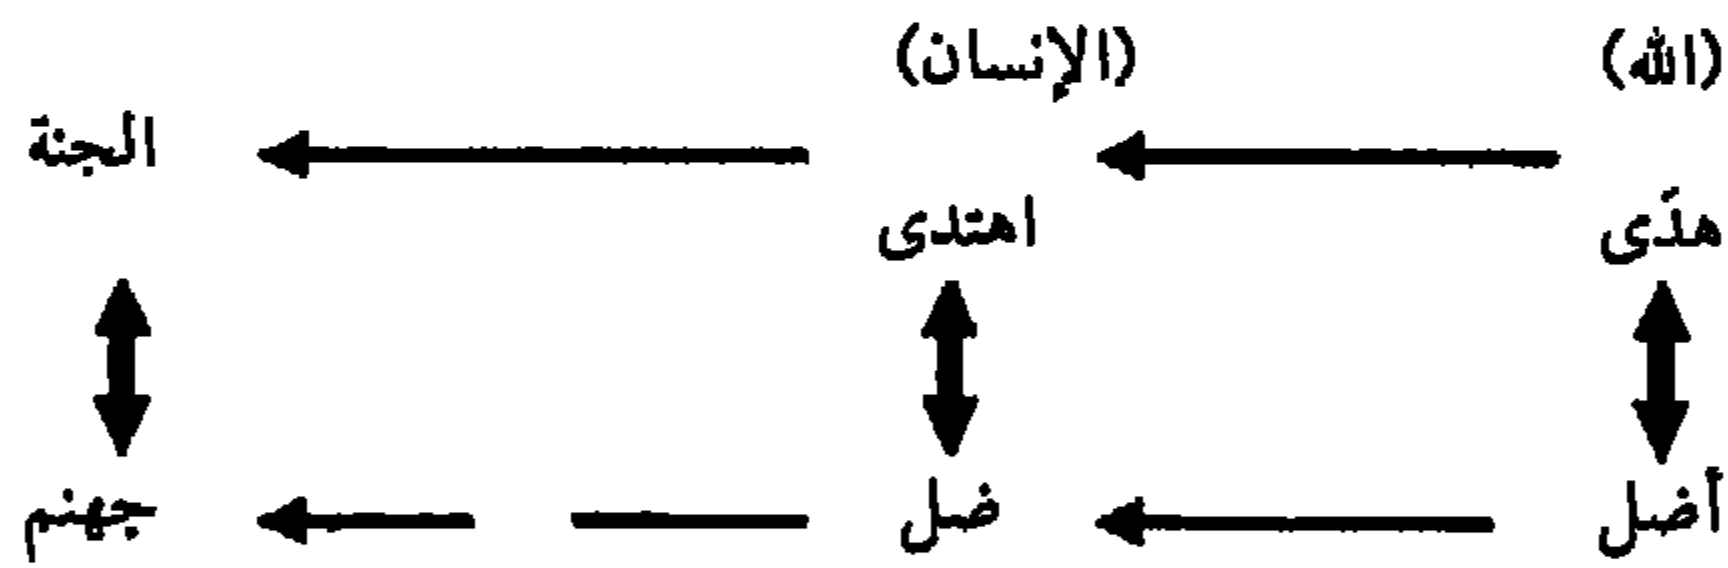 (الله) (الإنسان)
الجنة
هدّى اهتدى
أضل ضل جهنم